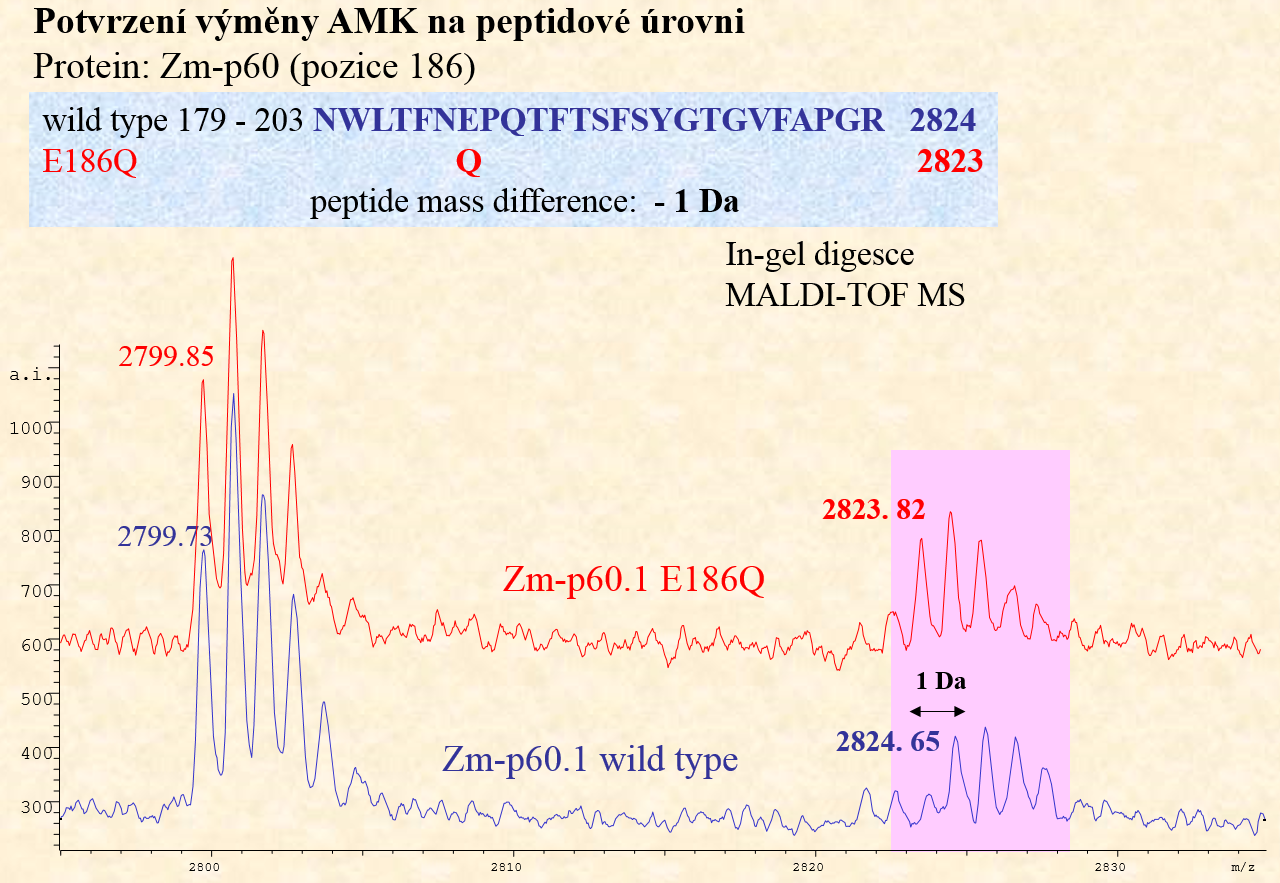 Potvrzení výměny AMK na peptidové úrovni
Protein: Zm-p60 (pozice 186)
wild type 179 - 203 NWLTFNEPQTFTSFSYGTGVFAPGR 2824
E186Q Q 2823
peptide mass difference: - 1 Da
In-gel digesce
MALDI-TOF MS
2799.85
a.i.
1000
900
2823. 82
800
2799.73
Zm-p60.1 E186Q
700
600
1 Da
500
2824. 65
400
Zm-p60.1 wild type
300
2800 2810 2820 2830 m/z